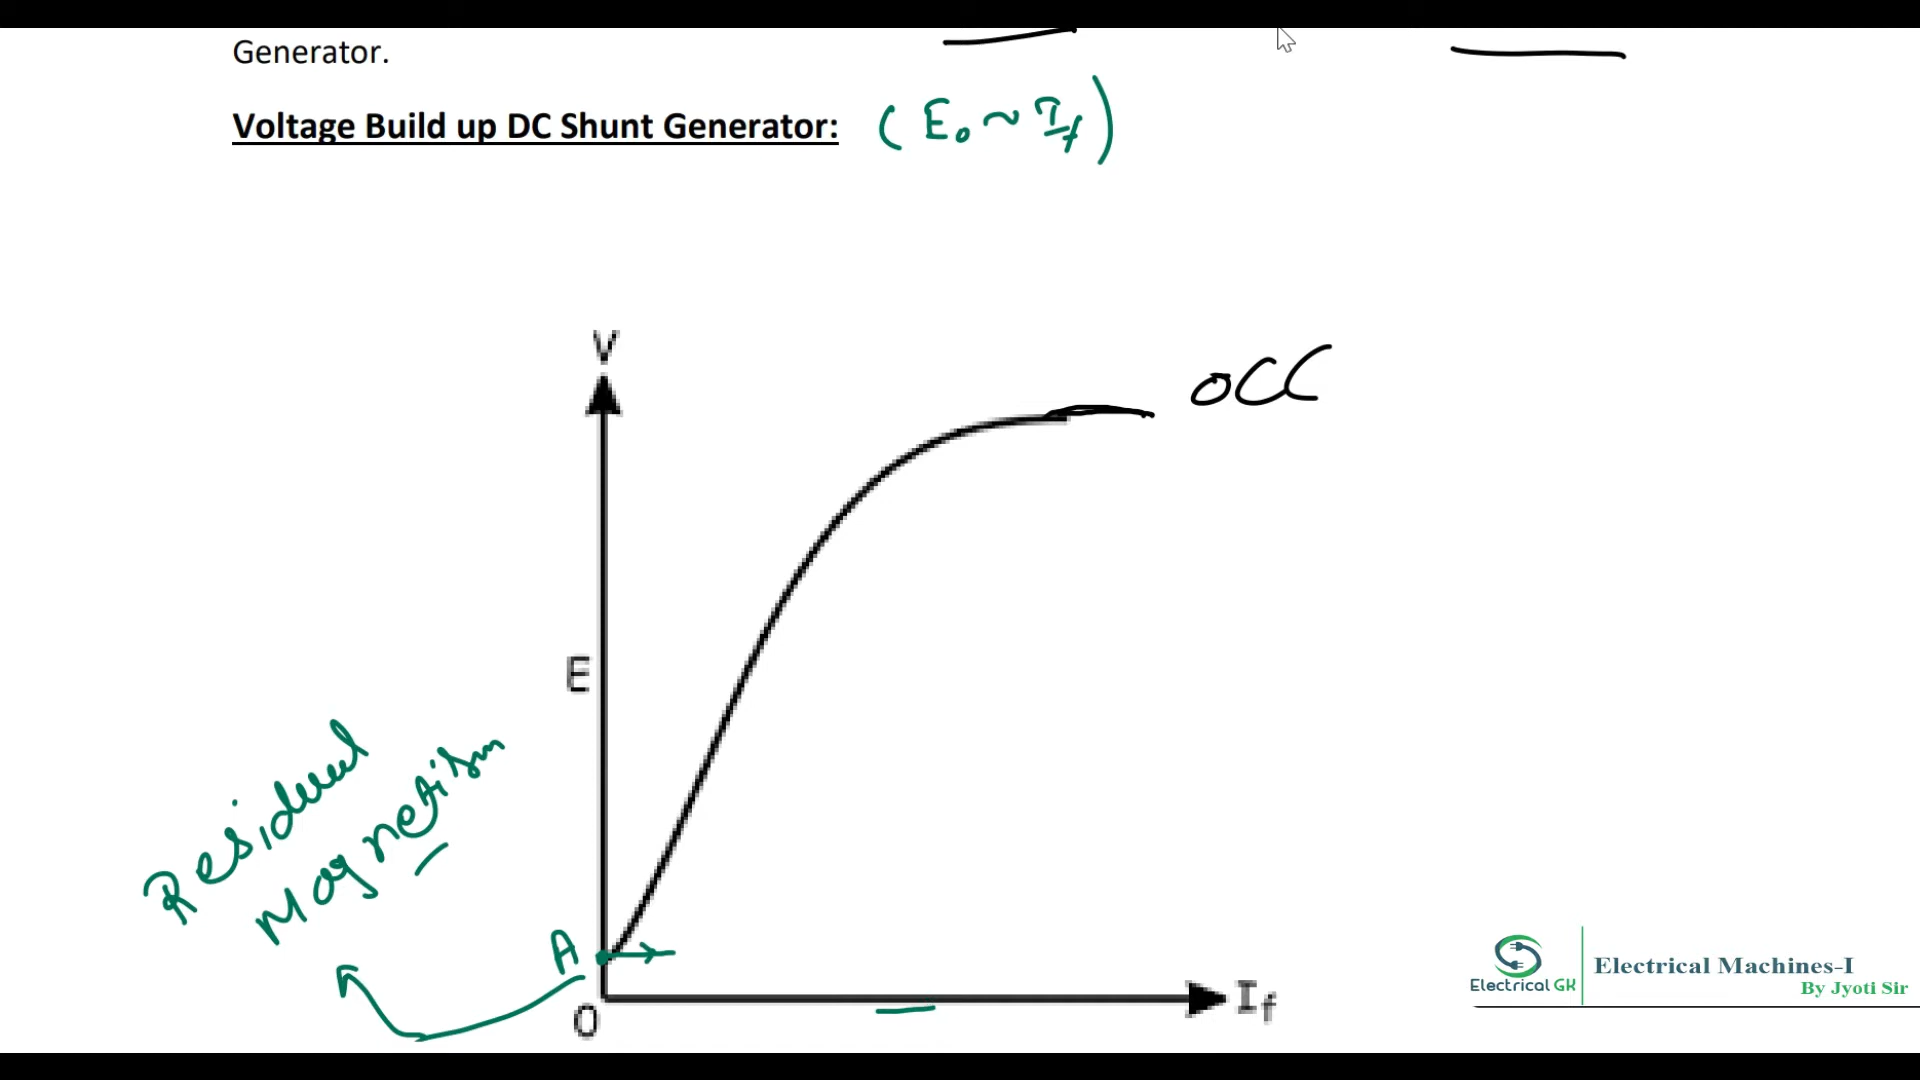 Generator.
Voltage Build up DC Shunt Generator: (E₀ ~ If)
V
OCC
E
Residual
Magnetism
A
O
If
Electrical GK
Electrical Machines-I
By Jyoti Sir